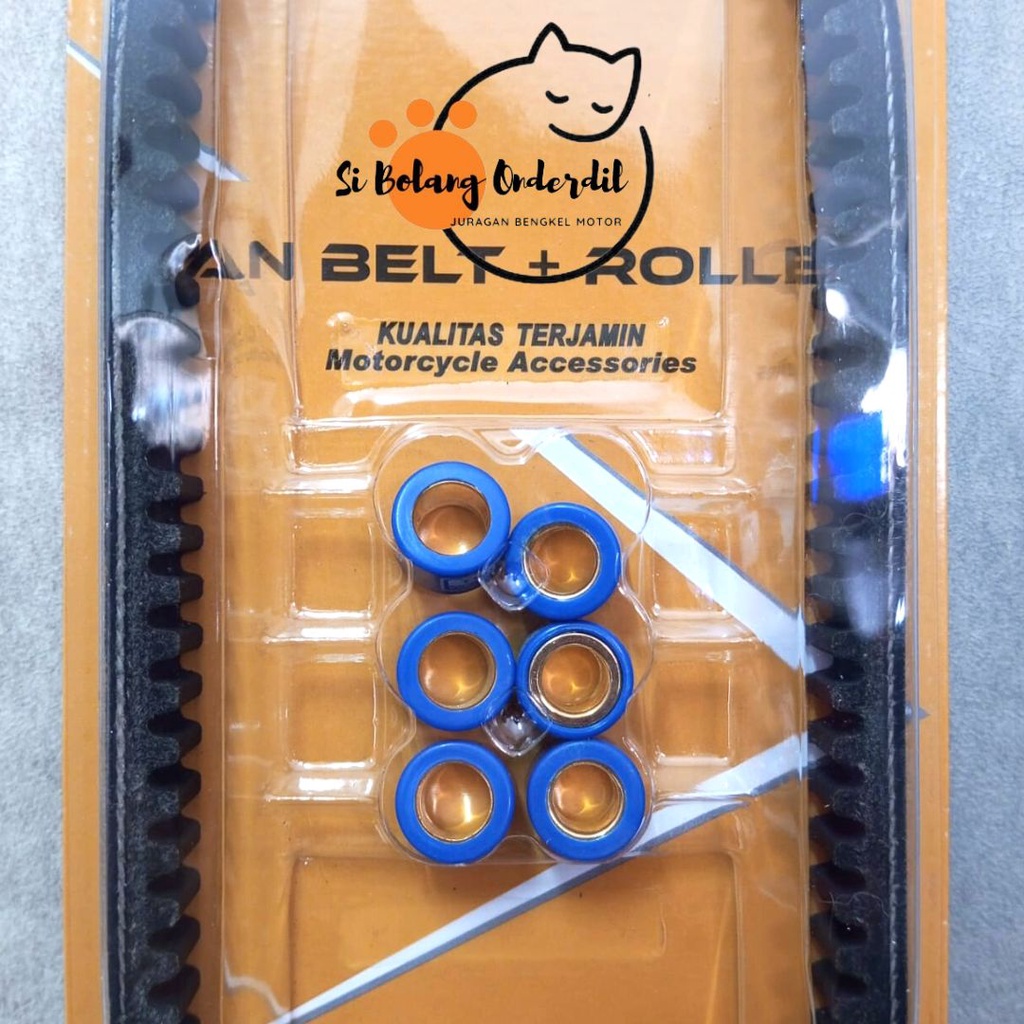 Si Bolang Onderdil
JURAGAN BENGKEL MOTOR
AN BELT + ROLLE
KUALITAS TERJAMIN
Motorcycle Accessories